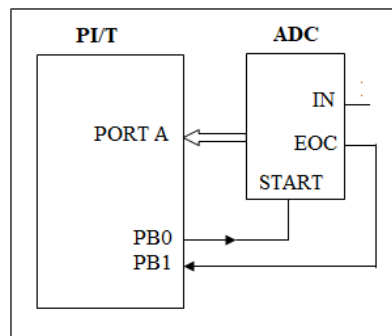 PI/T
ADC
IN
PORT A
EOC
START
PB0
PB1